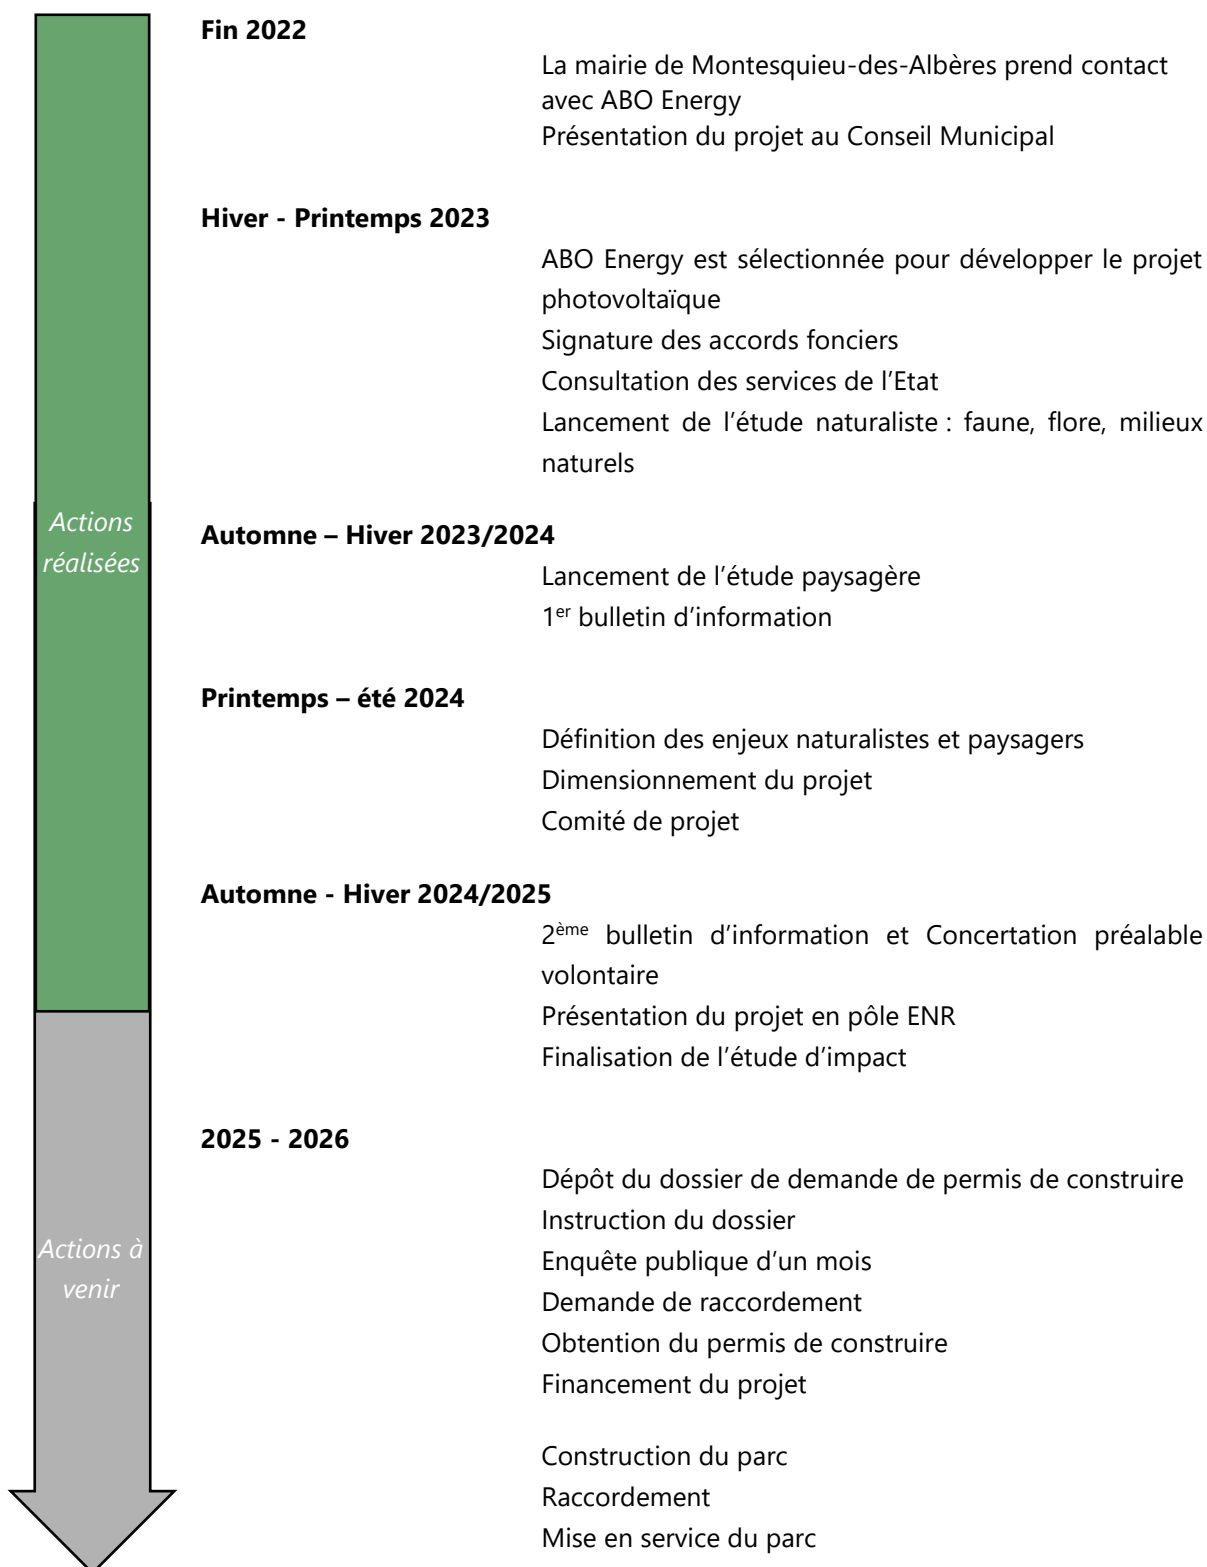 Fin 2022
La mairie de Montesquieu-des-Albères prend contact
avec ABO Energy
Présentation du projet au Conseil Municipal
Hiver - Printemps 2023
ABO Energy est sélectionnée pour développer le projet
photovoltaïque
Signature des accords fonciers
Consultation des services de l’Etat
Lancement de l’étude naturaliste : faune, flore, milieux
naturels
Actions
réalisées
Automne – Hiver 2023/2024
Lancement de l’étude paysagère
1er bulletin d’information
Printemps – été 2024
Définition des enjeux naturalistes et paysagers
Dimensionnement du projet
Comité de projet
Automne - Hiver 2024/2025
2ème bulletin d’information et Concertation préalable
volontaire
Présentation du projet en pôle ENR
Finalisation de l’étude d’impact
2025 - 2026
Dépôt du dossier de demande de permis de construire
Instruction du dossier
Actions à
venir
Enquête publique d’un mois
Demande de raccordement
Obtention du permis de construire
Financement du projet
Construction du parc
Raccordement
Mise en service du parc